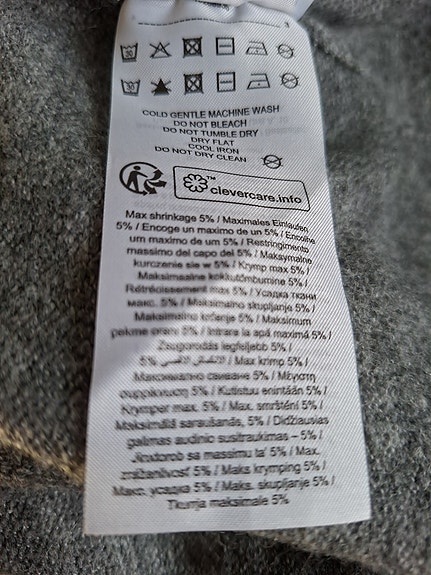 COLD GENTLE MACHINE WASH
DO NOT BLEACH
DO NOT TUMBLE DRY
DRY FLAT
COOL IRON
DO NOT DRY CLEAN
™
clevercare.info
Max shrinkage 5% / Maximales Einlaufen
5% / Encoge un maximo de un 5% / Encolhe
um maximo de um 5% / Restringimento
massimo del capo del 5% / Maksymalne
kurczenie sie w 5% / Krymp max 5% /
Maksimaalne kokkutõmbumine 5% /
Rétrécissement max 5% / Усадка ткани
макс. 5% / Maksimalno skupljanje 5% /
Maksimalno krčenje 5% / Maksimum
çekme oranı 5% / Intrare la apă maximă 5% /
Zsugorodás legfeljebb 5% /
5% الانكماش الأقصى / Max krimp 5% /
Максимално свиване 5% / Μέγιστη
συρρίκνωση 5% / Kutistuu enintään 5% /
Krymper max. 5% / Max. smrštění 5% /
Maksimālā saraušanās, 5% / Didžiausias
galimas audinio susitraukimas – 5% /
Jinxtorob sa massimu ta' 5% / Max.
zrážanlivosť 5% / Maks krymping 5% /
Макс. усадка 5% / Maks. skupljanje 5% /
Tkurrja maksimale 5%